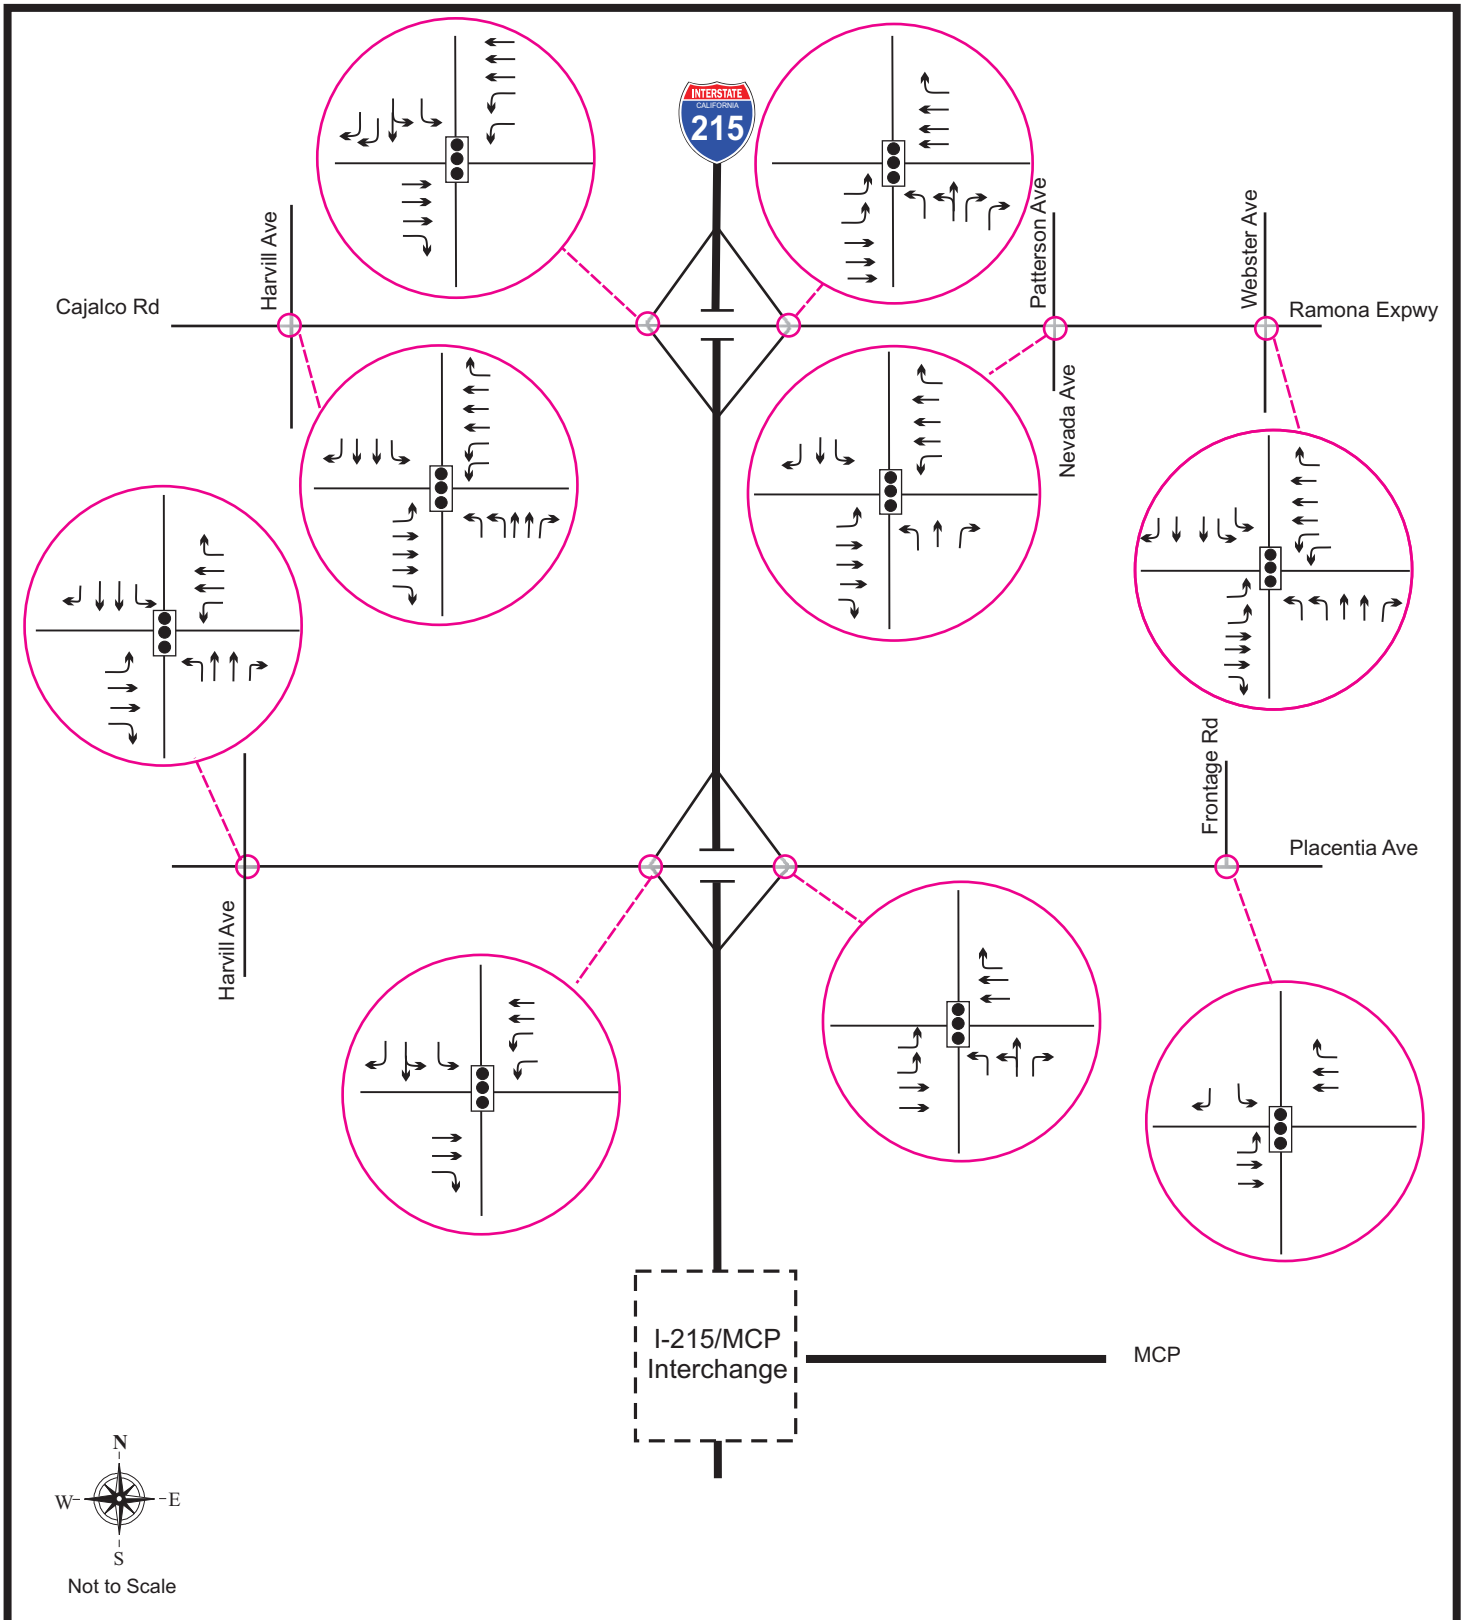 INTERSTATE
CALIFORNIA
215
Harvill Ave
Patterson Ave
Webster Ave
Cajalco Rd
Ramona Expwy
Nevada Ave
Frontage Rd
Placentia Ave
Harvill Ave
I-215/MCP
Interchange
MCP
N
W
E
S
Not to Scale